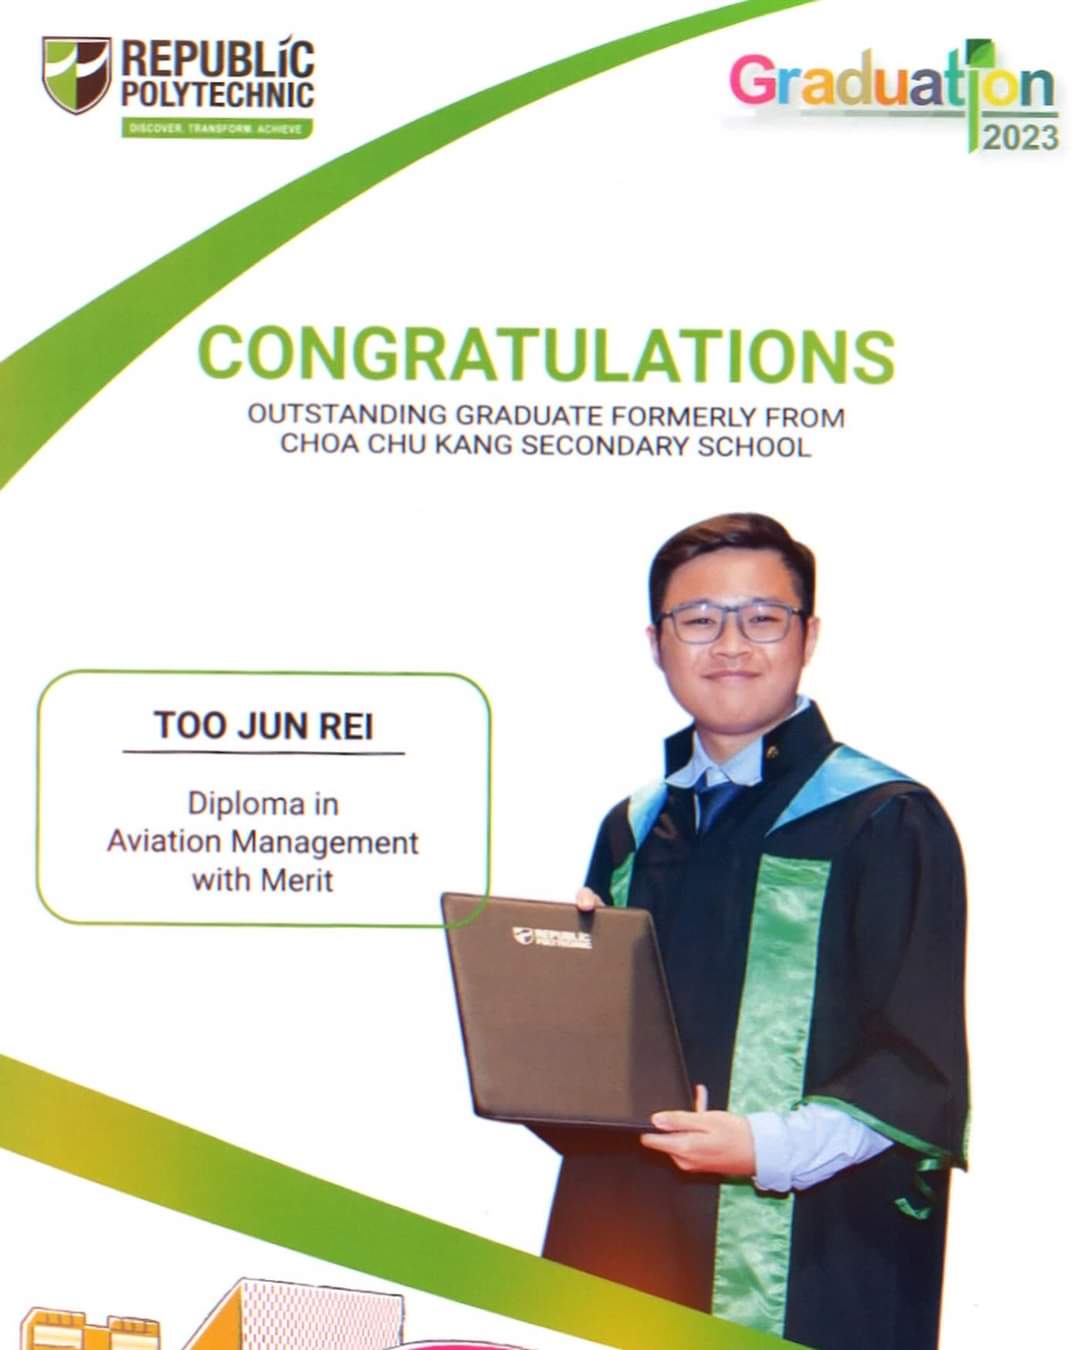 REPUBLIC
POLYTECHNIC
DISCOVER. TRANSFORM. ACHIEVE
Graduation
2023
CONGRATULATIONS
OUTSTANDING GRADUATE FORMERLY FROM
CHOA CHU KANG SECONDARY SCHOOL
TOO JUN REI
Diploma in
Aviation Management
with Merit
REPUBLIC
POLYTECHNIC